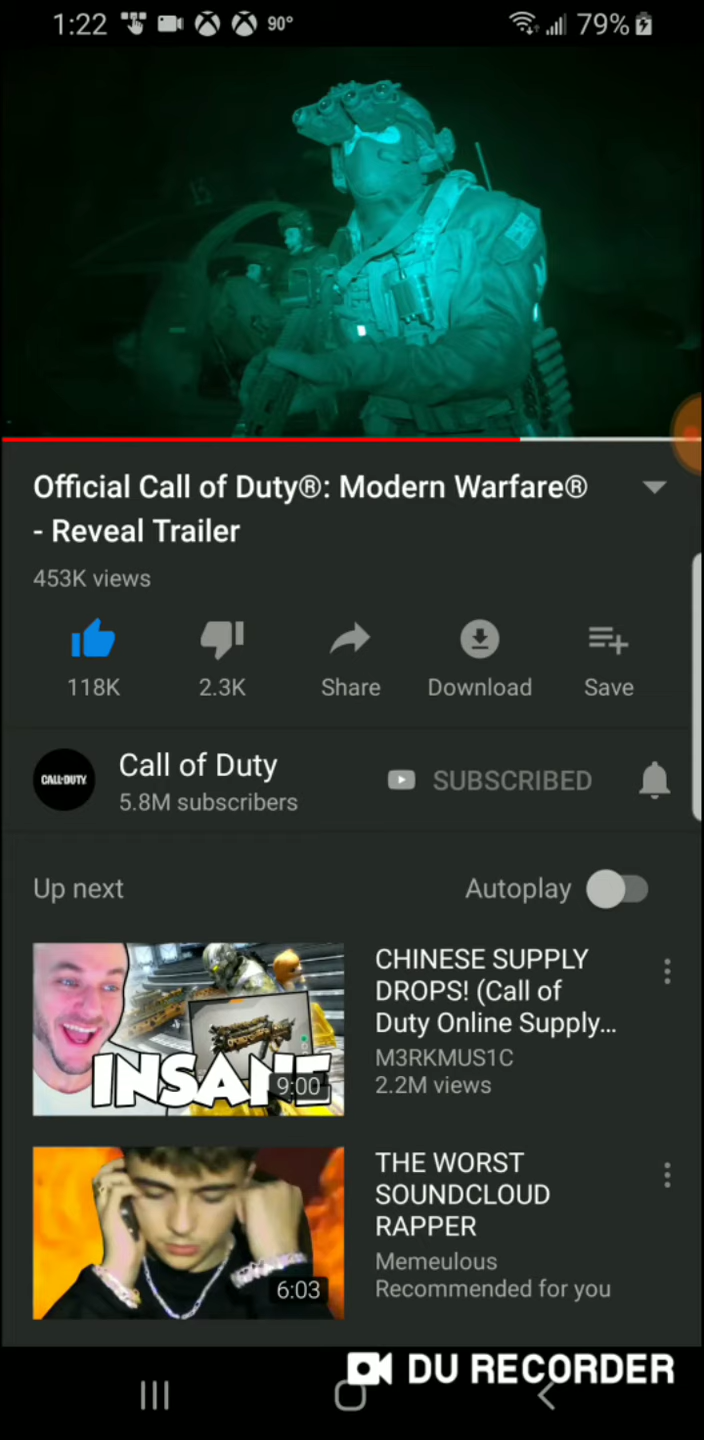 1:22 90° 79%
Official Call of Duty®: Modern Warfare®
- Reveal Trailer
453K views
118K 2.3K Share Download Save
CALL·DUTY
Call of Duty
5.8M subscribers
SUBSCRIBED
Up next
Autoplay
INSANE
9:00
CHINESE SUPPLY
DROPS! (Call of
Duty Online Supply...
M3RKMUS1C
2.2M views
6:03
THE WORST
SOUNDCLOUD
RAPPER
Memeulous
Recommended for you
DU RECORDER